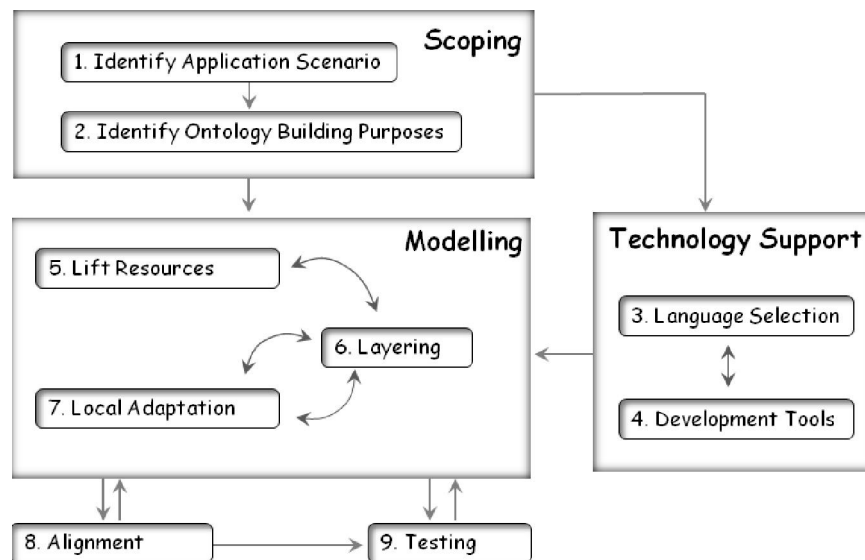 Scoping
1. Identify Application Scenario
2. Identify Ontology Building Purposes
Modelling
5. Lift Resources
6. Layering
7. Local Adaptation
Technology Support
3. Language Selection
4. Development Tools
8. Alignment
9. Testing